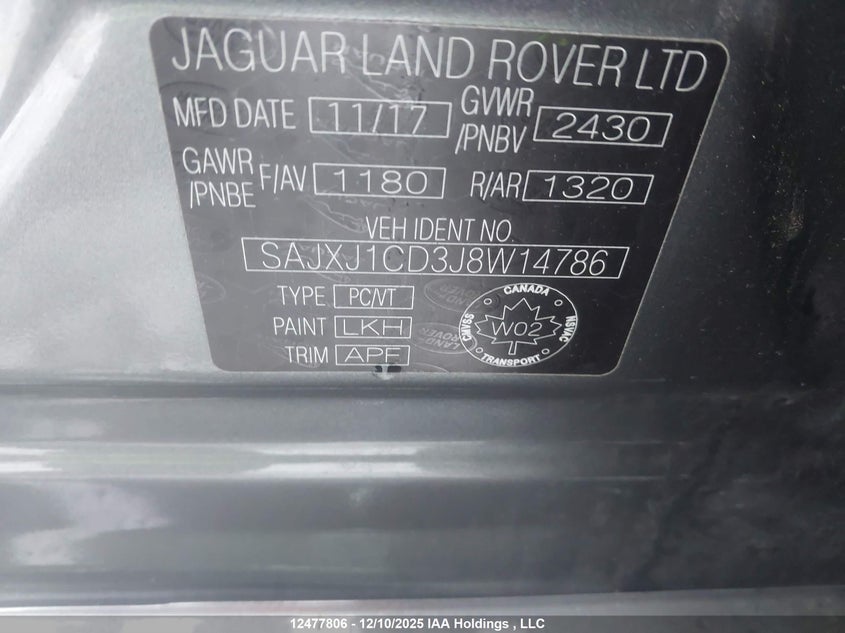 JAGUAR LAND ROVER LTD
MFD DATE 11/17 GVWR /PNBV 2430
GAWR /PNBE F/AV 1180 R/AR 1320
VEH IDENT NO.
SAJXJ1CD3J8W14786
TYPE PC/VT
PAINT LKH
TRIM APF
CANADA
CMVSS W02 NSVAC
TRANSPORT
LAND ROVER
12477806 - 12/10/2025 IAA Holdings , LLC